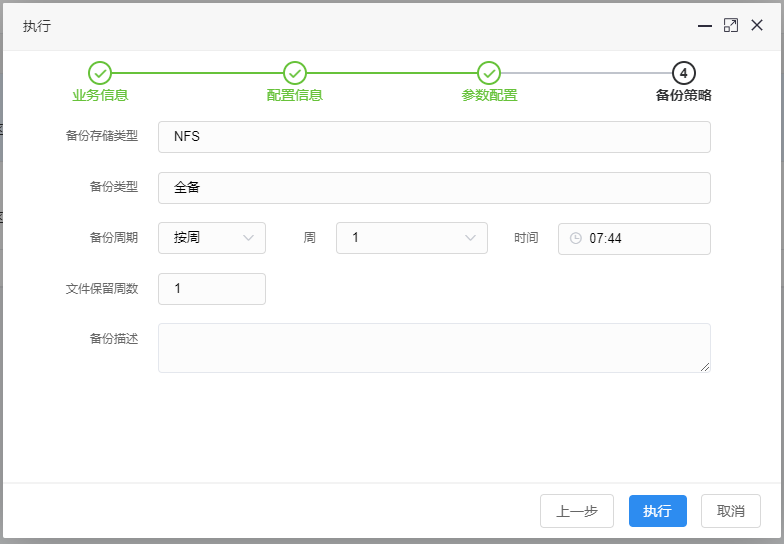 执行
4
业务信息 配置信息 参数配置 备份策略
备份存储类型 NFS
备份类型 全备
备份周期 按周 周 1 时间 07:44
文件保留周数 1
备份描述
上一步 执行 取消